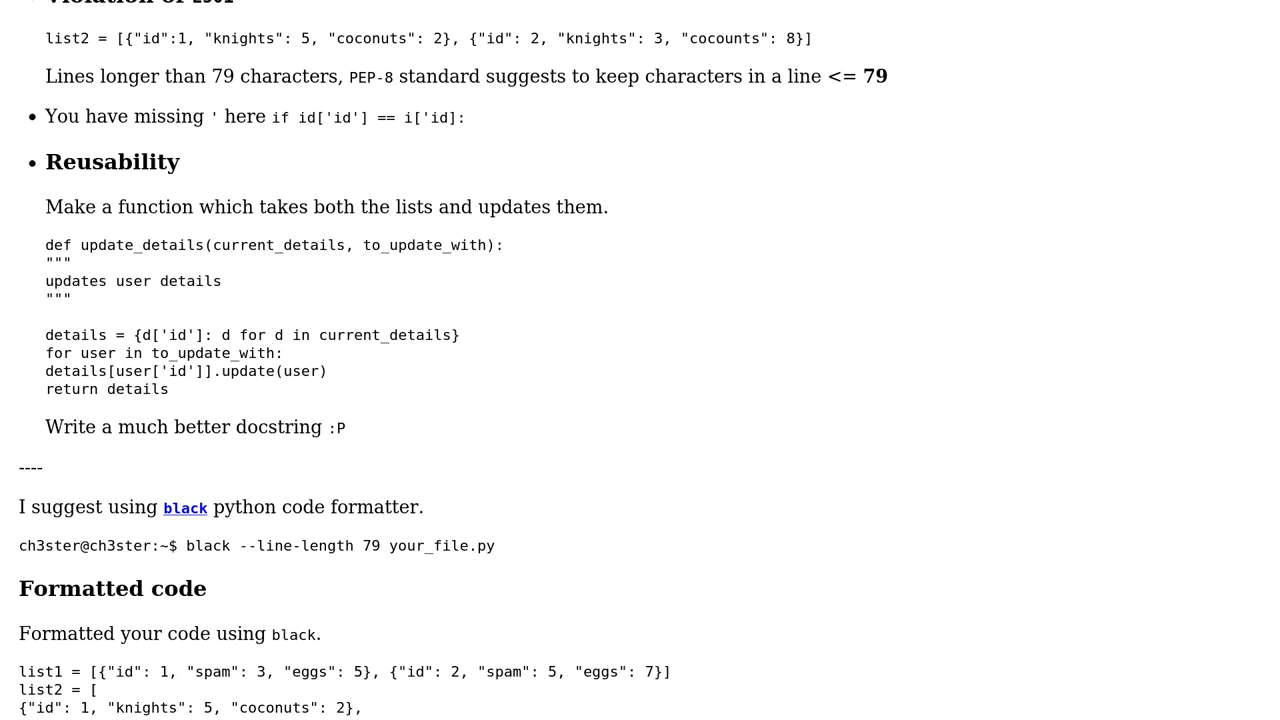 list2 = [{"id":1, "knights": 5, "coconuts": 2}, {"id": 2, "knights": 3, "cocounts": 8}]
Lines longer than 79 characters, PEP-8 standard suggests to keep characters in a line <= 79
• You have missing ' here if id['id'] == i['id]:
• Reusability
Make a function which takes both the lists and updates them.
def update_details(current_details, to_update_with):
"""
updates user details
"""
details = {d['id']: d for d in current_details}
for user in to_update_with:
details[user['id']].update(user)
return details
Write a much better docstring :P
----
I suggest using black python code formatter.
ch3ster@ch3ster:~$ black --line-length 79 your_file.py
Formatted code
Formatted your code using black.
list1 = [{"id": 1, "spam": 3, "eggs": 5}, {"id": 2, "spam": 5, "eggs": 7}]
list2 = [
{"id": 1, "knights": 5, "coconuts": 2},